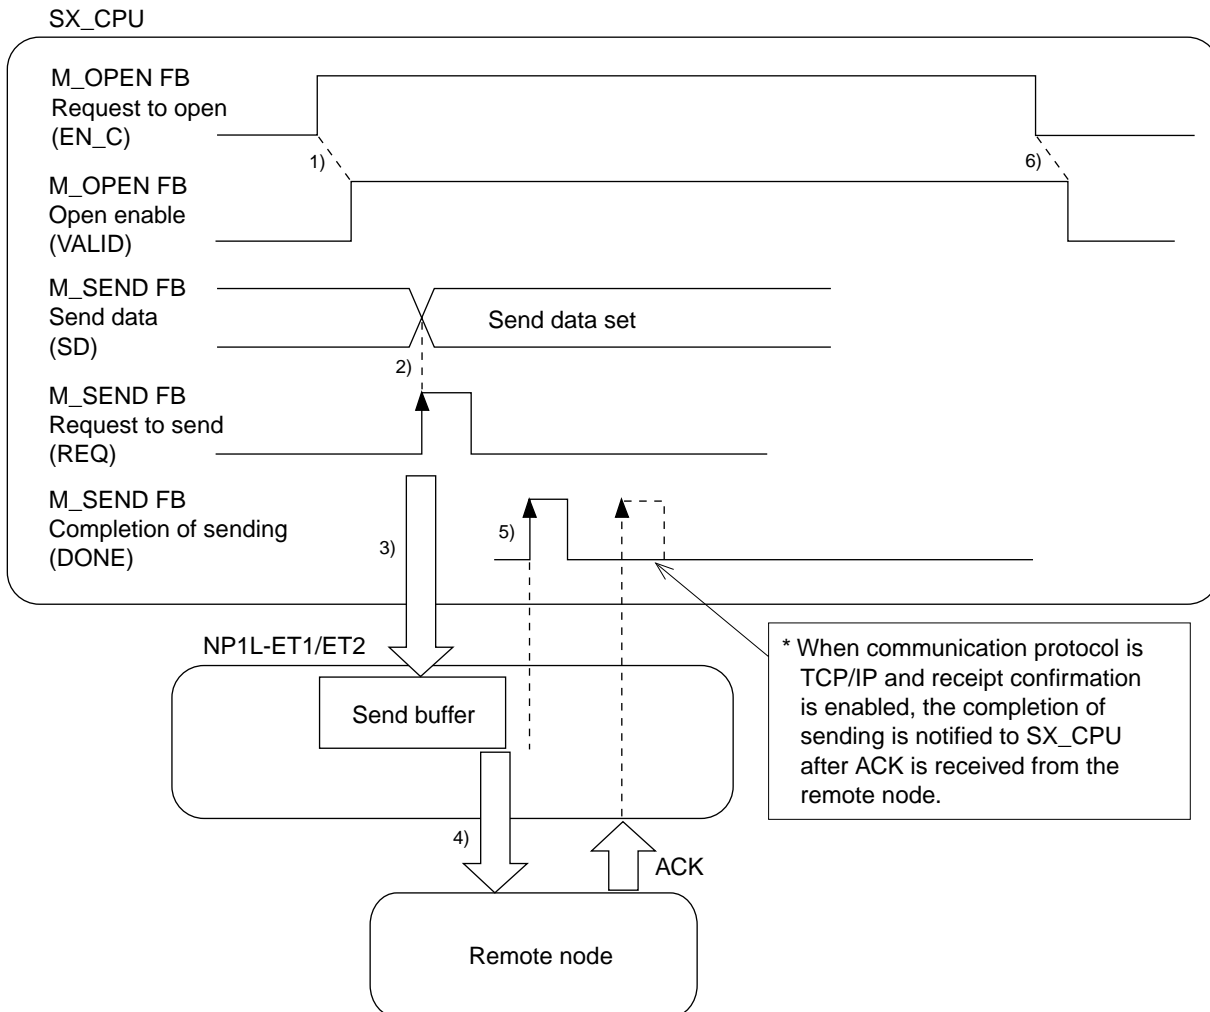 SX_CPU
M_OPEN FB
Request to open
(EN_C)
1)
6)
M_OPEN FB
Open enable
(VALID)
M_SEND FB
Send data
(SD)
Send data set
2)
M_SEND FB
Request to send
(REQ)
M_SEND FB
Completion of sending
(DONE)
3)
5)
NP1L-ET1/ET2
Send buffer
* When communication protocol is
TCP/IP and receipt confirmation
is enabled, the completion of
sending is notified to SX_CPU
after ACK is received from the
remote node.
4)
ACK
Remote node